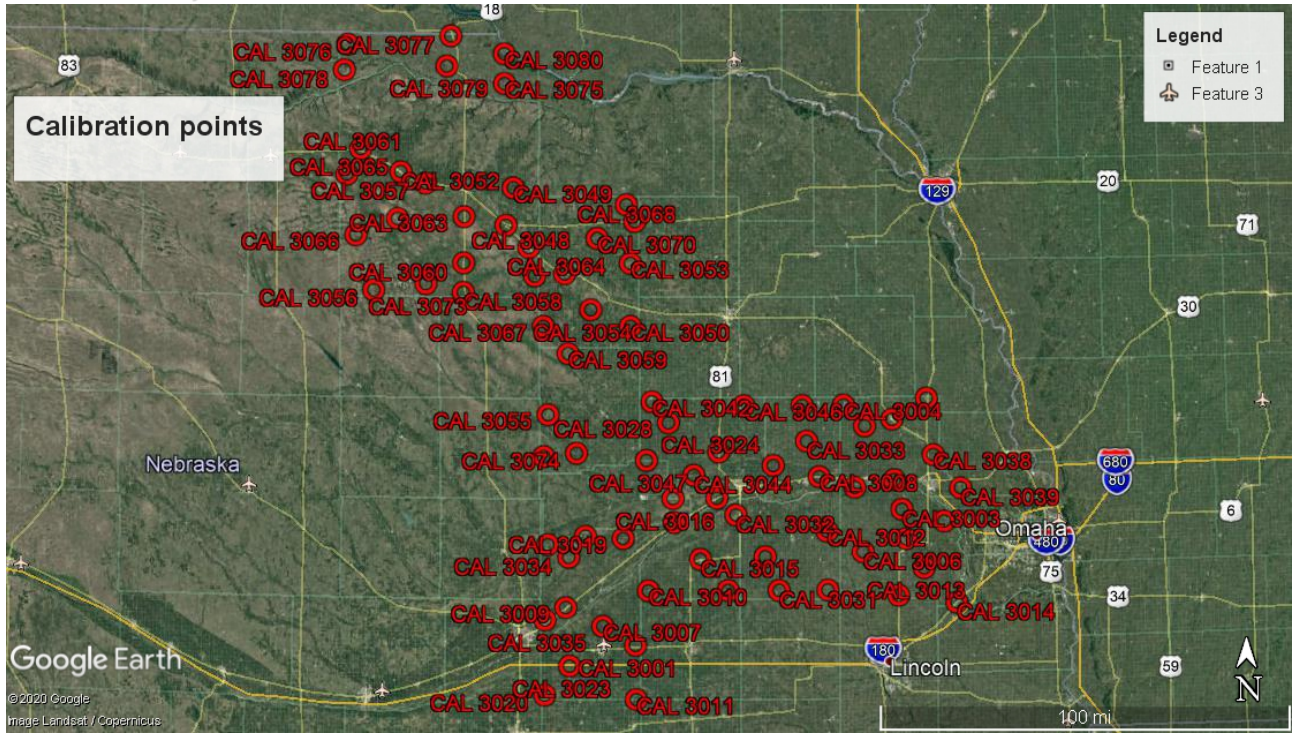 18
CAL 3076
CAL 3077
CAL 3080
83
CAL 3078
CAL 3079
CAL 3075
Legend
Feature 1
Feature 3
Calibration points
CAL 3061
CAL 3065
CAL 3057
CAL 3052
CAL 3049
129
20
71
CAL 3063
CAL 3068
CAL 3066
CAL 3048
CAL 3070
CAL 3060
CAL 3064
CAL 3053
CAL 3056
CAL 3073
CAL 3058
30
CAL 3067
CAL 3054
CAL 3050
CAL 3059
81
CAL 3055
CAL 3028
CAL 3042
CAL 3046
CAL 3004
CAL 3024
CAL 3033
Nebraska
CAL 3074
CAL 3038
680
80
CAL 3047
CAL 3044
CAL 3008
CAL 3039
6
CAL 3016
CAL 3032
CAL 3003
Omaha
480
CAL 3019
CAL 3012
CAL 3034
CAL 3015
CAL 3006
75
CAL 3010
CAL 3031
CAL 3013
34
CAL 3014
CAL 3009
CAL 3035
CAL 3007
180
Lincoln
59
CAL 3001
CAL 3023
CAL 3020
CAL 3011
Google Earth
©2020 Google
Image Landsat / Copernicus
N
100 mi